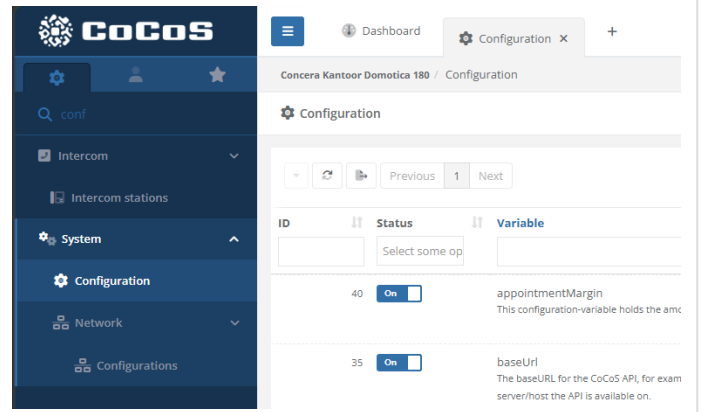 CoCoS
Dashboard
Configuration ×
+
Concera Kantoor Domotica 180 / Configuration
conf
Configuration
Intercom
Intercom stations
System
Configuration
Network
Configurations
Previous 1 Next
ID Status Variable
Select some op
40 On appointmentMargin
This configuration-variable holds the amo
35 On baseUrl
The baseURL for the CoCoS API, for exam
server/host the API is available on.